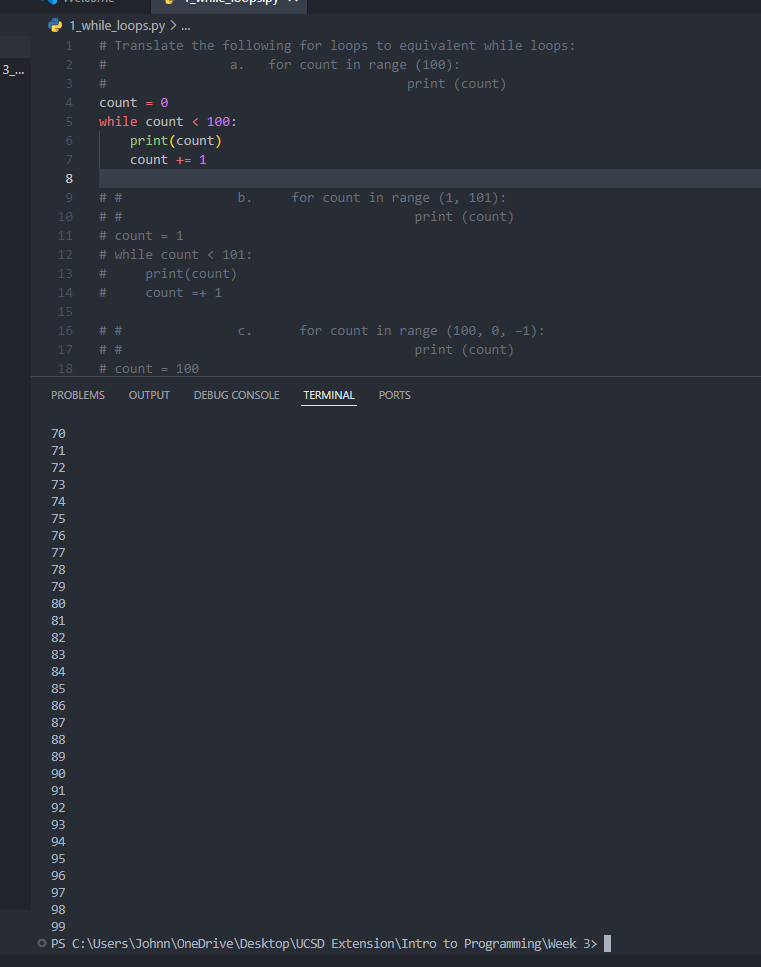 Welcome 1_while_loops.py
1_while_loops.py > ...
3_...
1 # Translate the following for loops to equivalent while loops:
2 # a. for count in range (100):
3 # print (count)
4 count = 0
5 while count < 100:
6 print(count)
7 count += 1
8
9 # # b. for count in range (1, 101):
10 # # print (count)
11 # count = 1
12 # while count < 101:
13 # print(count)
14 # count =+ 1
15
16 # # c. for count in range (100, 0, –1):
17 # # print (count)
18 # count = 100
PROBLEMS OUTPUT DEBUG CONSOLE TERMINAL PORTS
70
71
72
73
74
75
76
77
78
79
80
81
82
83
84
85
86
87
88
89
90
91
92
93
94
95
96
97
98
99
PS C:\Users\Johnn\OneDrive\Desktop\UCSD Extension\Intro to Programming\Week 3>